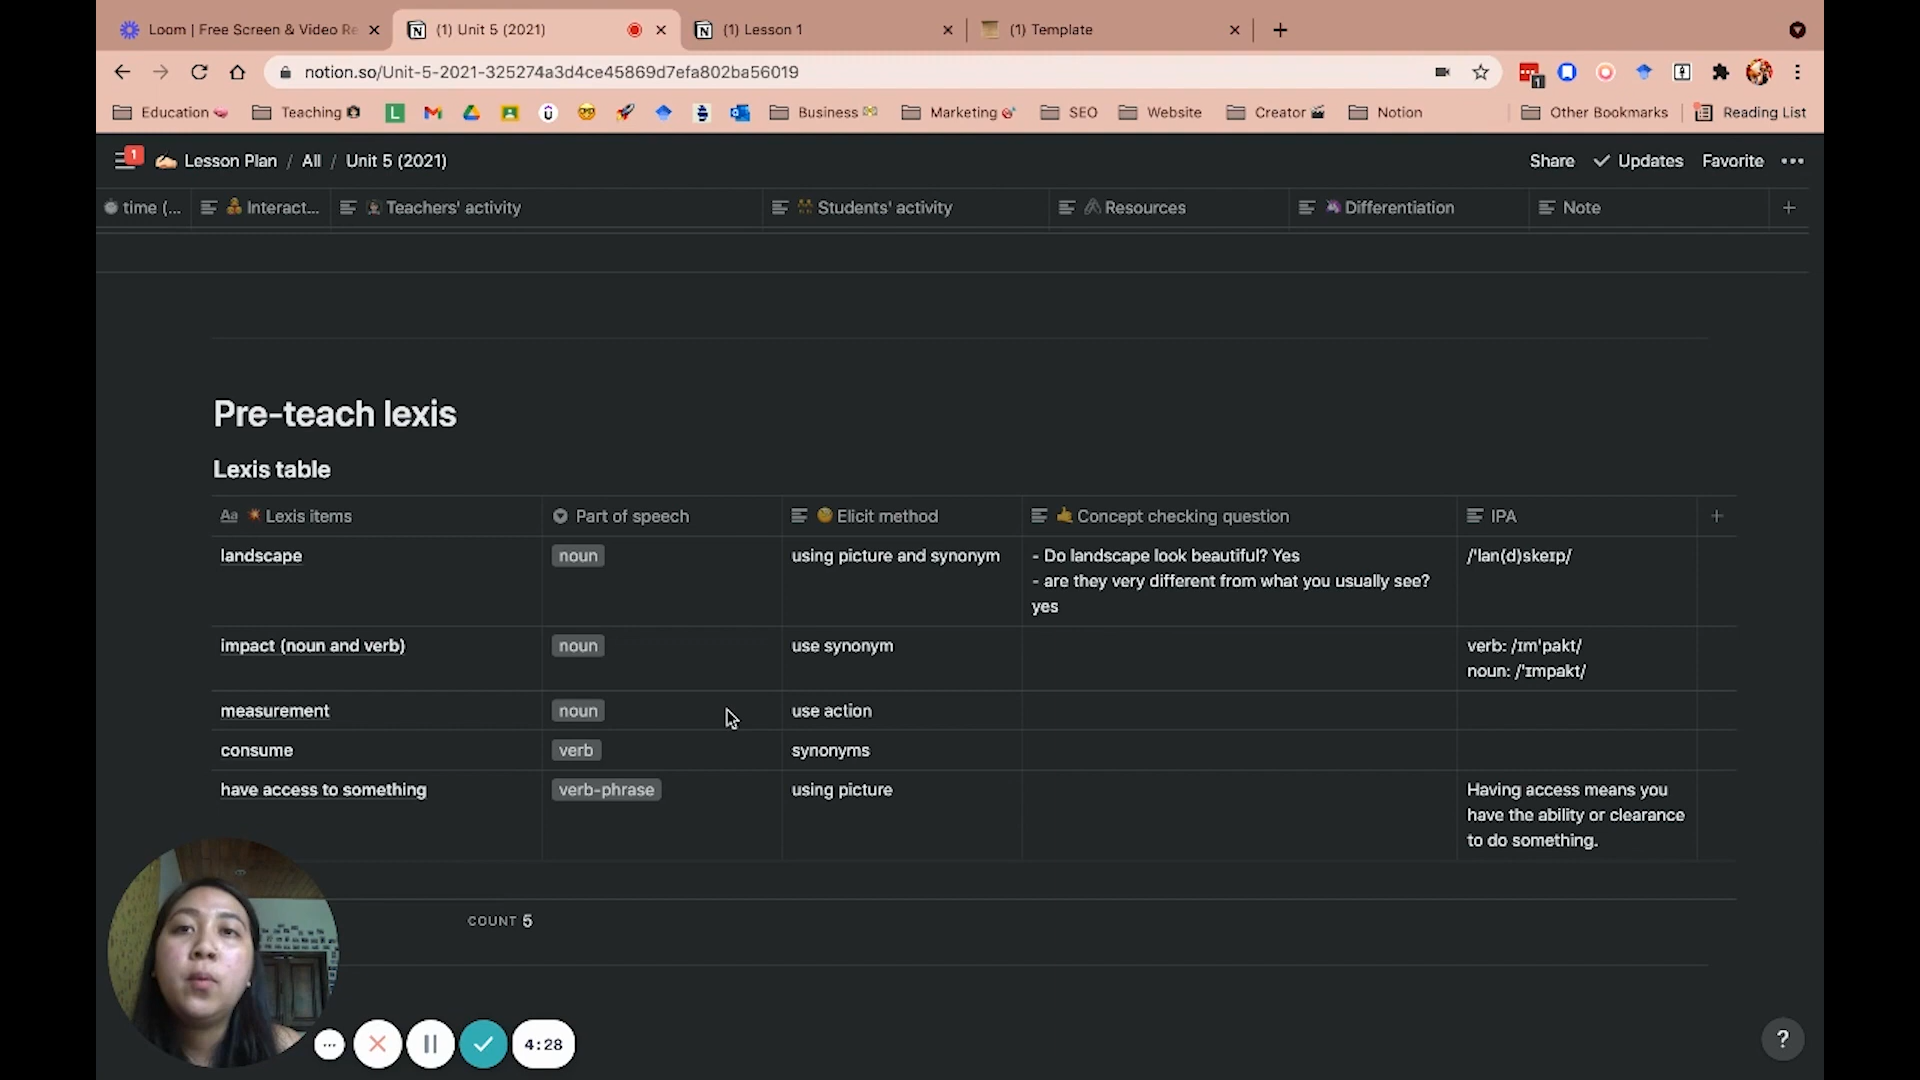 Loom | Free Screen & Video Re
(1) Unit 5 (2021)
(1) Lesson 1
(1) Template
notion.so/Unit-5-2021-325274a3d4ce45869d7efa802ba56019
1
Education
Teaching
Business
Marketing
SEO
Website
Creator
Notion
Other Bookmarks
Reading List
1
Lesson Plan / All / Unit 5 (2021)
Share
Updates
Favorite
time (...
Interact...
Teachers' activity
Students' activity
Resources
Differentiation
Note
Pre-teach lexis
Lexis table
Aa Lexis items
Part of speech
Elicit method
Concept checking question
IPA
landscape
noun
using picture and synonym
- Do landscape look beautiful? Yes
- are they very different from what you usually see?
yes
/ˈlan(d)skeɪp/
impact (noun and verb)
noun
use synonym
verb: /ɪmˈpakt/
noun: /ˈɪmpakt/
measurement
noun
use action
consume
verb
synonyms
have access to something
verb-phrase
using picture
Having access means you
have the ability or clearance
to do something.
COUNT 5
4:28
?